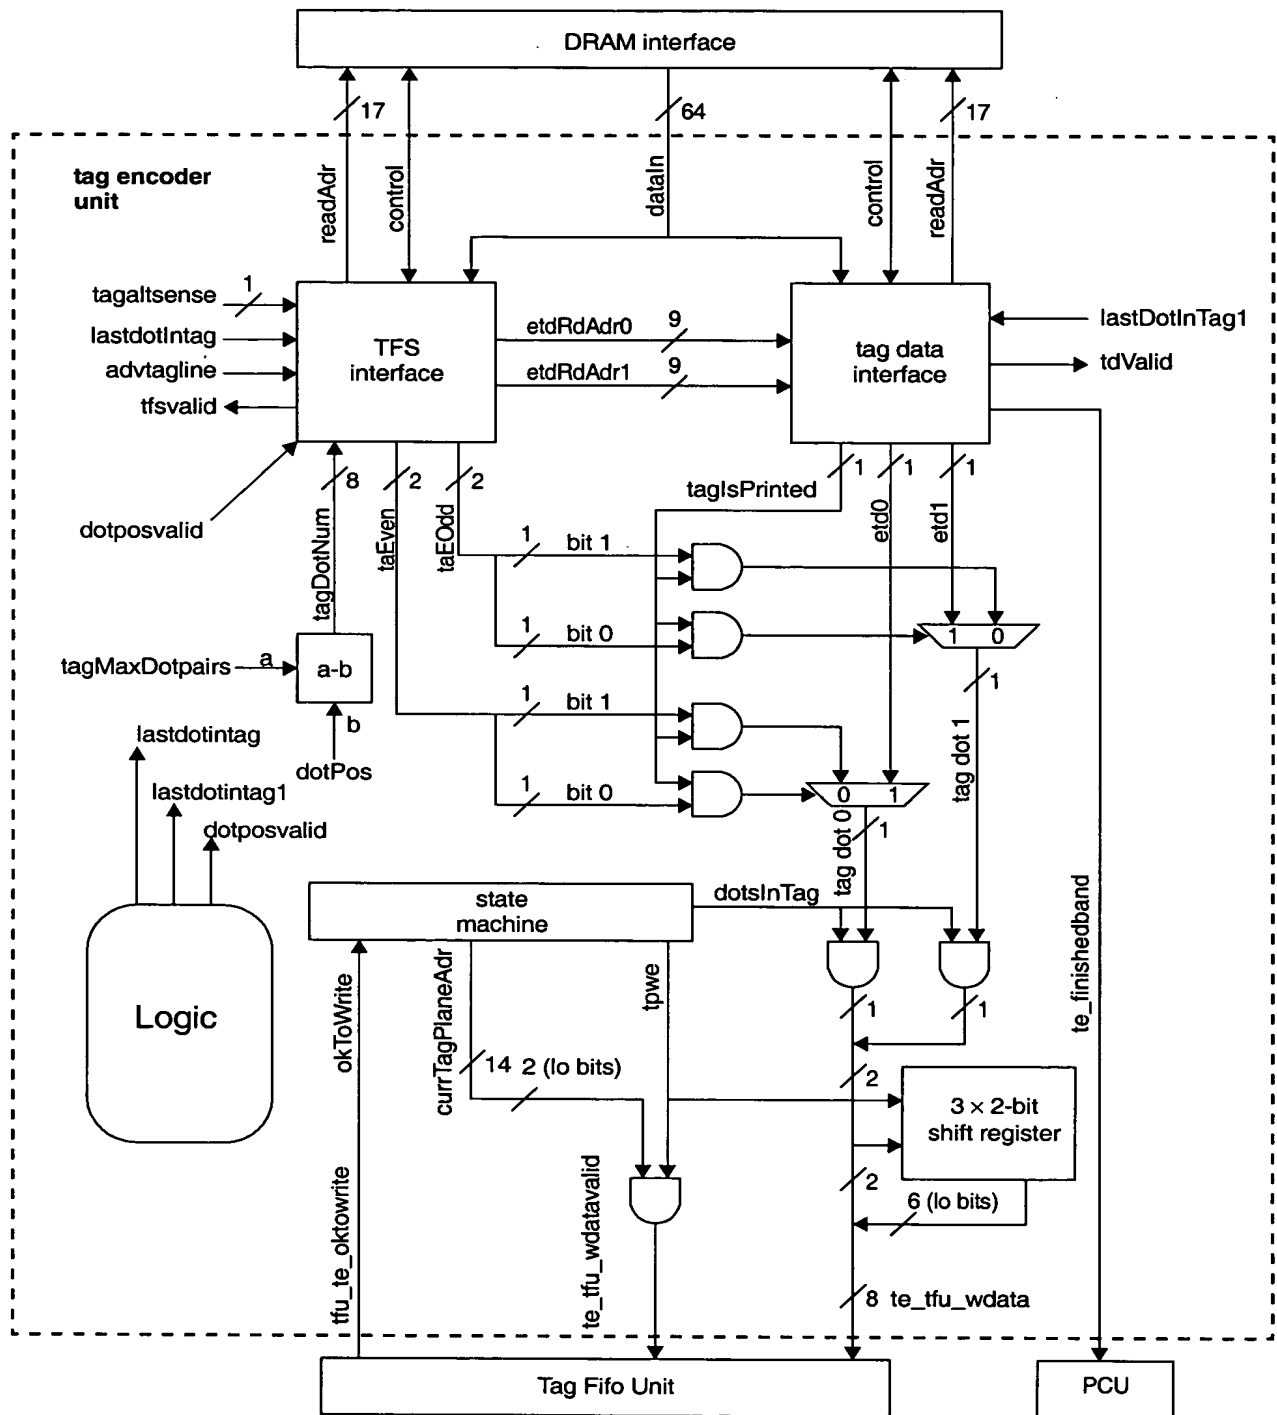 DRAM interface
17
64
17
tag encoder
unit
readAdr
control
dataIn
control
readAdr
tagaltsense
1
lastdotintag
advtagline
tfsvalid
TFS
interface
etdRdAdr0
9
etdRdAdr1
9
tag data
interface
lastDotInTag1
tdValid
dotposvalid
8
2
2
tagIsPrinted
1
1
1
tagDotNum
taEven
taEOdd
etd0
etd1
1
bit 1
1
bit 0
1 0
tagMaxDotpairs
a
a-b
b
dotPos
1
1
bit 1
1
bit 0
0 1
tag dot 1
tag dot 0
1
lastdotintag
lastdotintag1
dotposvalid
Logic
state
machine
dotsInTag
okToWrite
currTagPlaneAdr
tpwe
14
2 (lo bits)
1
1
2
3 × 2-bit
shift register
2
6 (lo bits)
te_finishedband
tfu_te_oktowrite
te_tfu_wdatavalid
8 te_tfu_wdata
Tag Fifo Unit
PCU